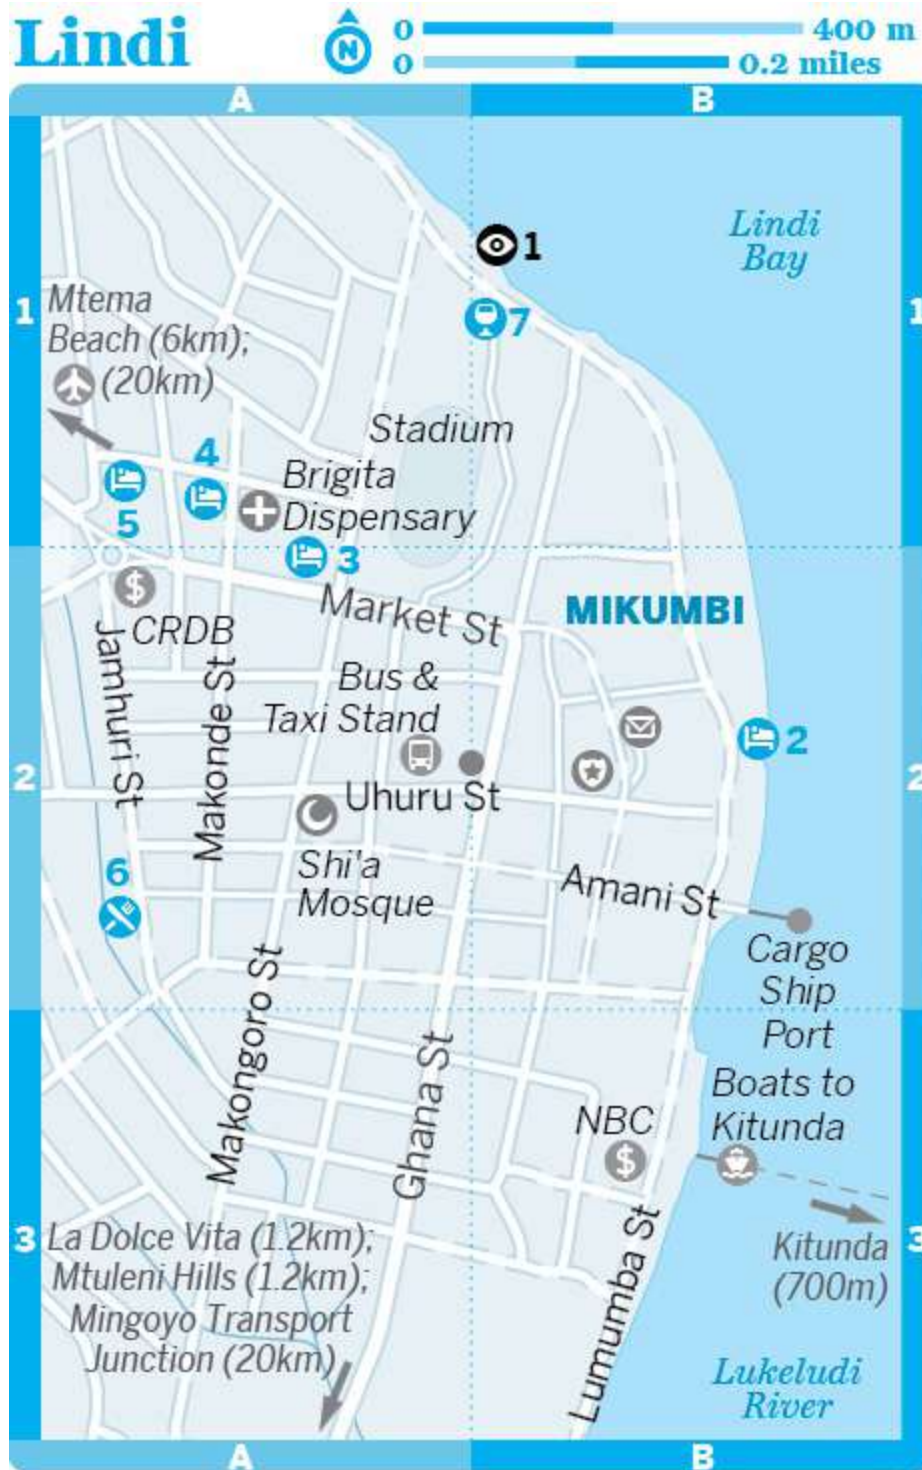 Lindi
N
0 400 m
0 0.2 miles
A B
Lindi
Bay
1
7
1 1
Mtema
Beach (6km);
(20km)
Stadium
4
Brigita
Dispensary
5
3
Market St
MIKUMBI
$
CRDB
Jamhuri St
Makonde St
Bus &
Taxi Stand
2
2 2
Uhuru St
Shi'a
Mosque
6
Amani St
Cargo
Ship
Port
Makongoro St
Ghana St
Boats to
Kitunda
NBC
$
3 3
La Dolce Vita (1.2km);
Mtuleni Hills (1.2km);
Mingoyo Transport
Junction (20km)
Kitunda
(700m)
Lumumba St
Lukeludi
River
A B